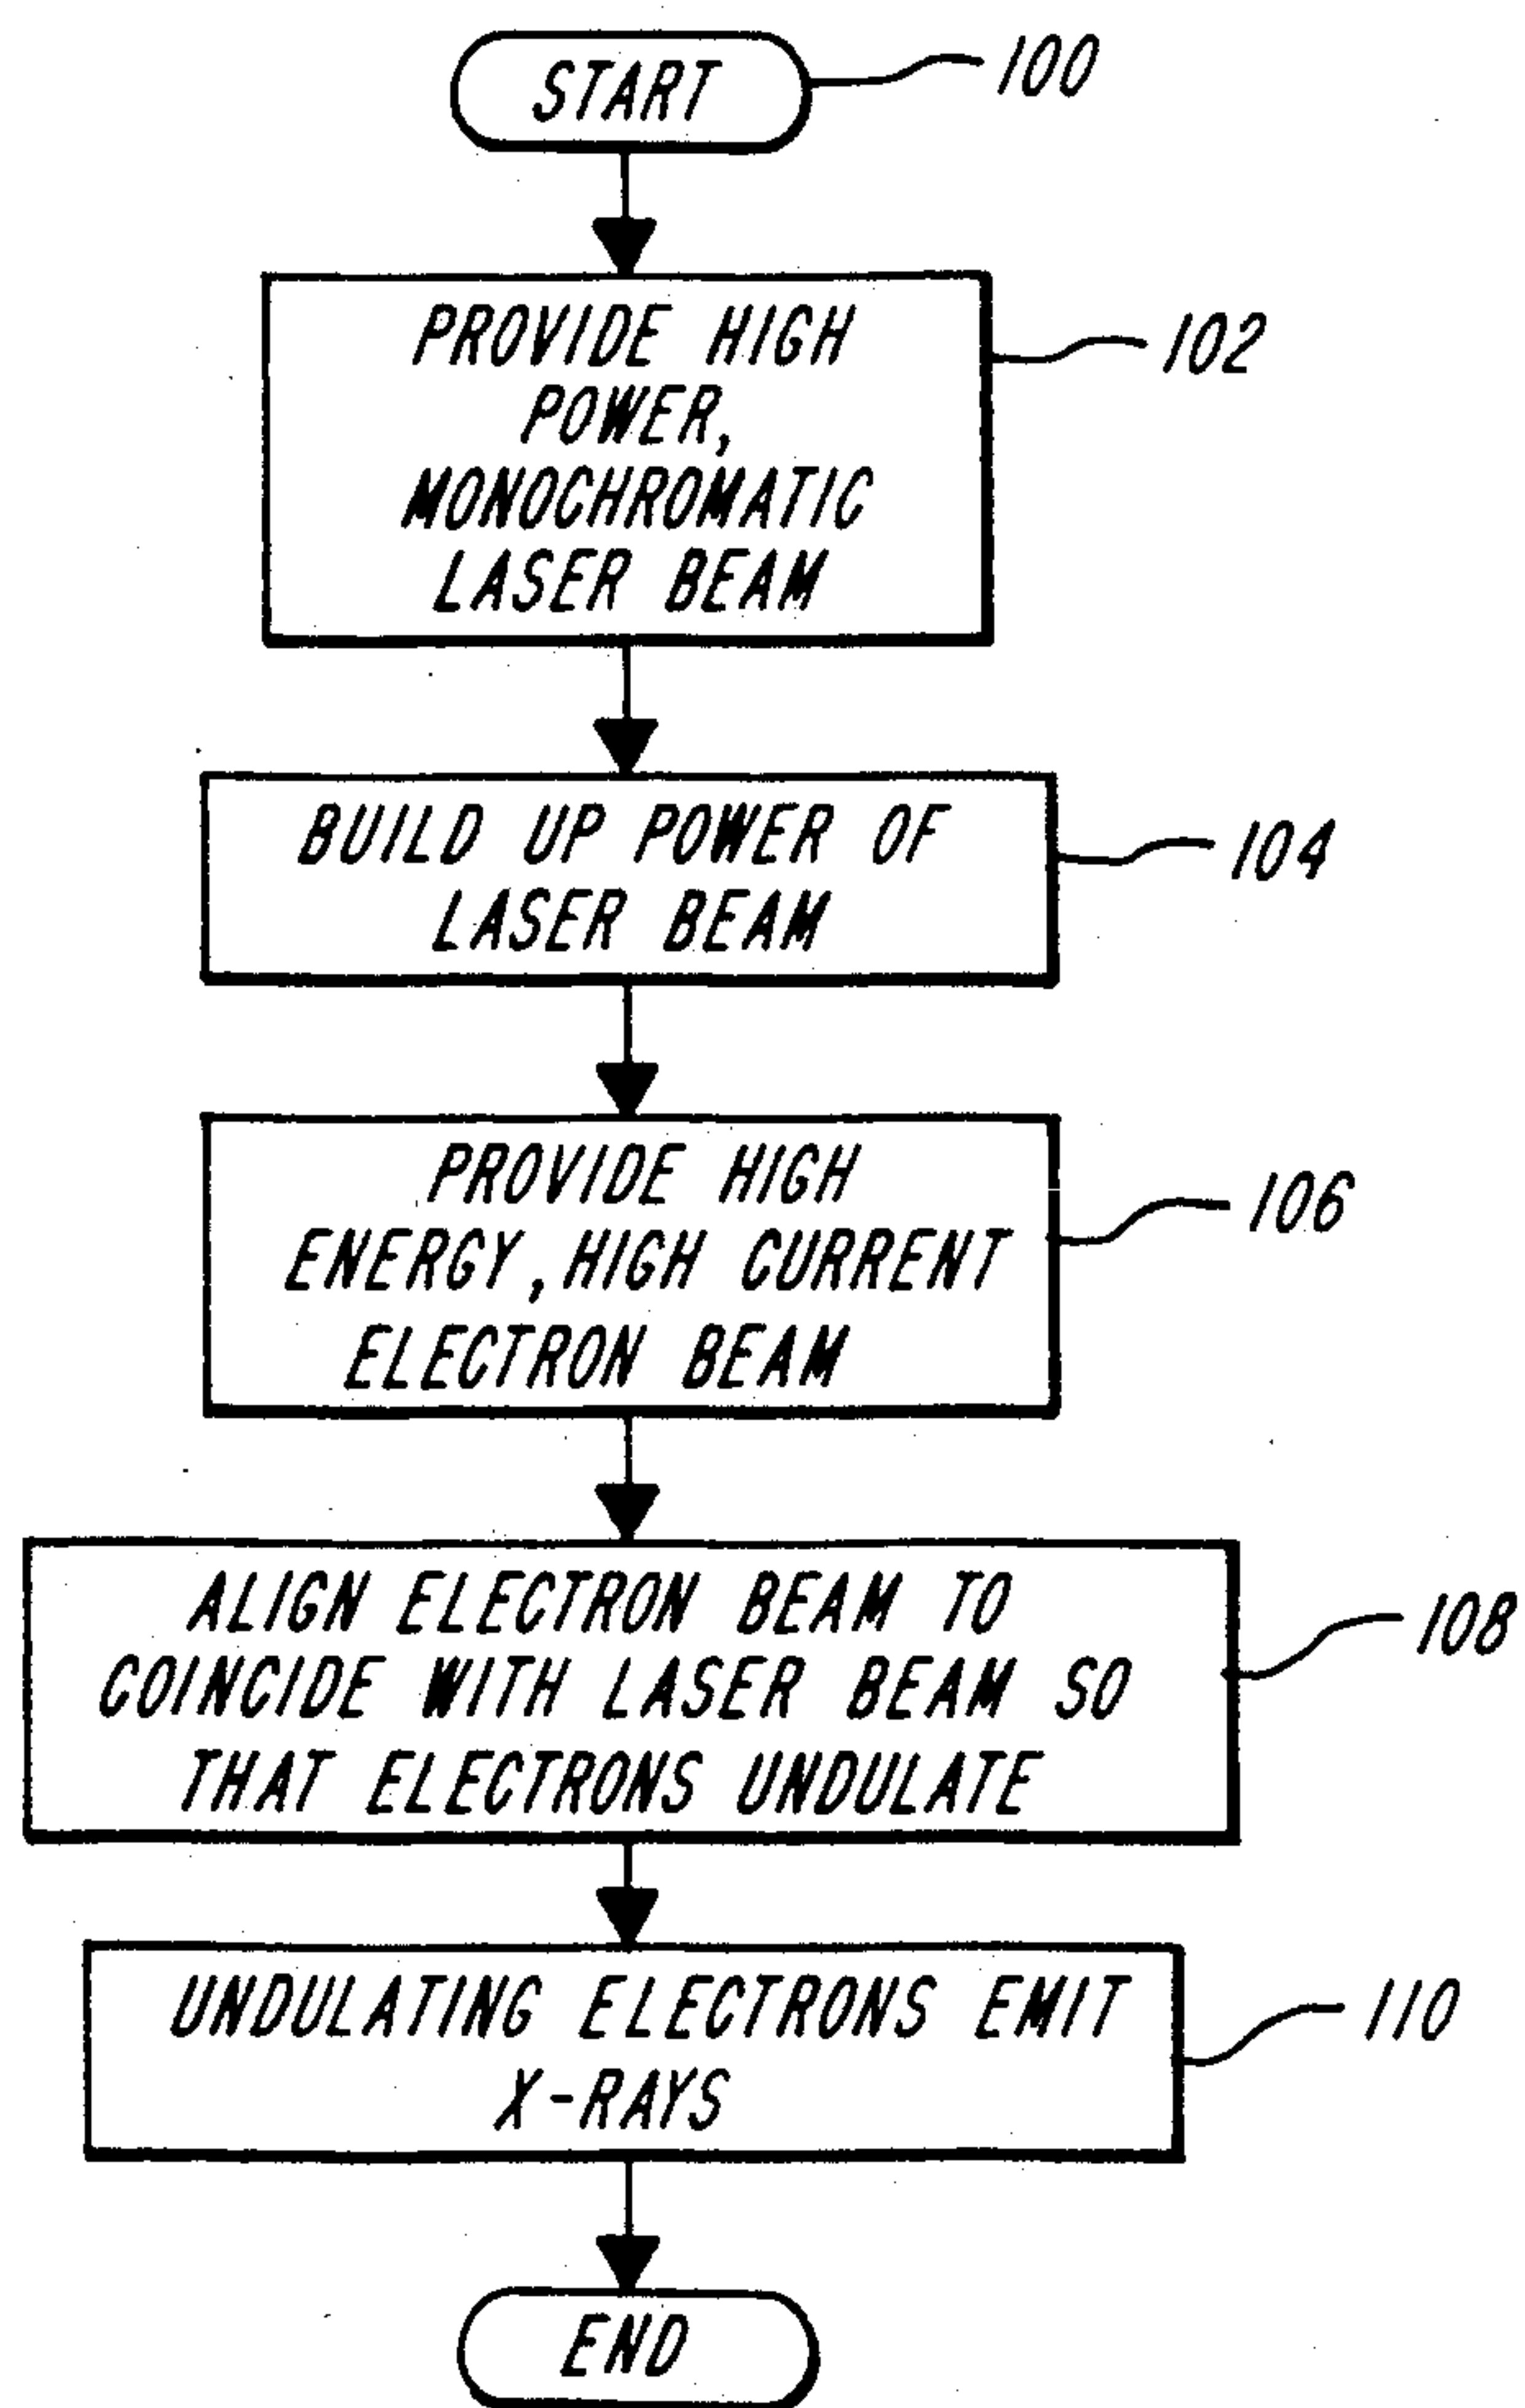 START
100
PROVIDE HIGH
102
POWER,
MONOCHROMATIC
LASER BEAM
BUILD UP POWER OF
104
LASER BEAM
PROVIDE HIGH
106
ENERGY, HIGH CURRENT
ELECTRON BEAM
ALIGN ELECTRON BEAM TO
108
COINCIDE WITH LASER BEAM SO
THAT ELECTRONS UNDULATE
UNDULATING ELECTRONS EMIT
110
X-RAYS
END